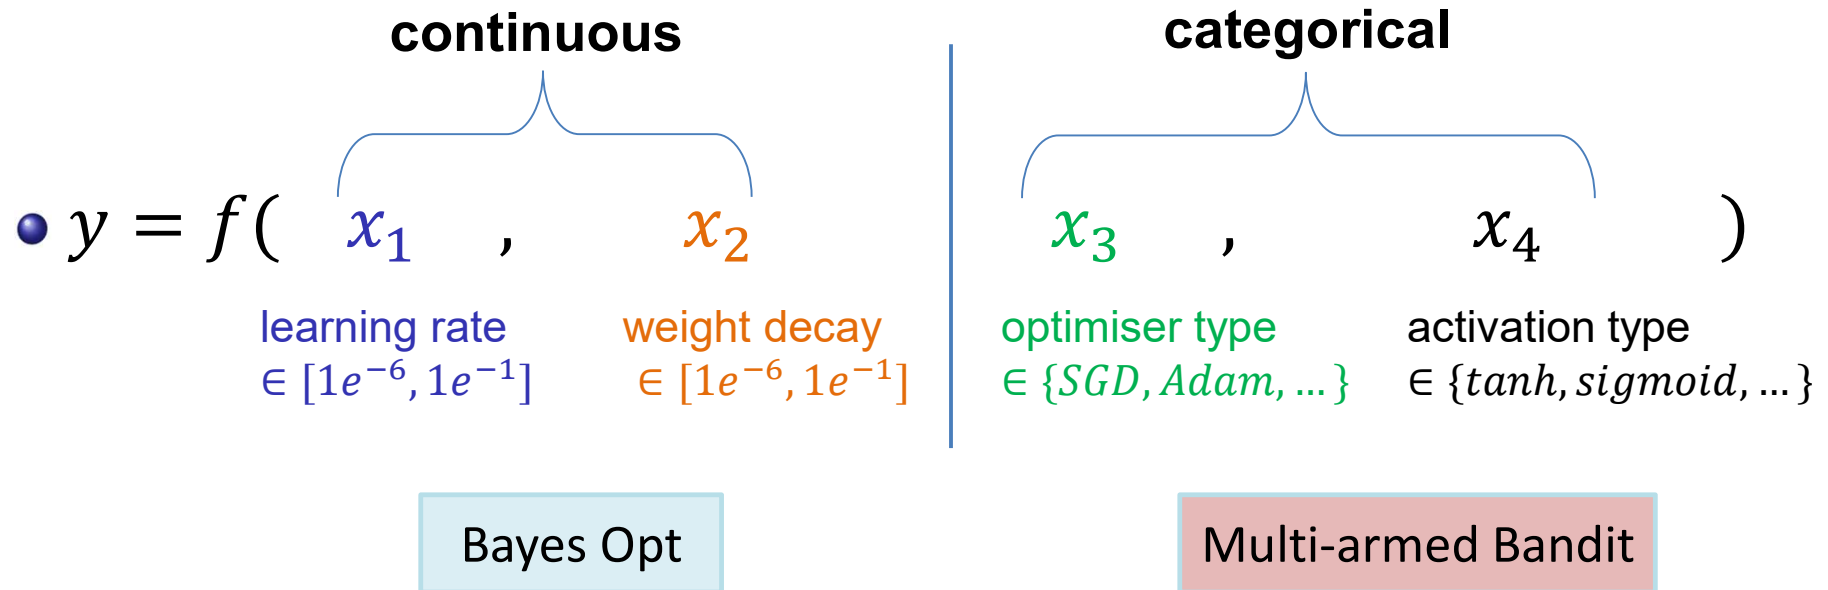 continuous categorical
y = f( x₁ , x₂ x₃ , x₄ )
learning rate weight decay optimiser type activation type
∈ [1e⁻⁶, 1e⁻¹] ∈ [1e⁻⁶, 1e⁻¹] ∈ {SGD, Adam, … } ∈ {tanh, sigmoid, … }
Bayes Opt Multi-armed Bandit